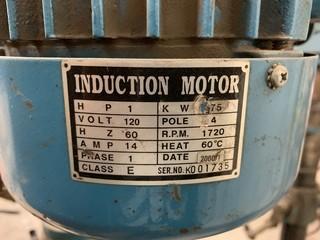 INDUCTION MOTOR
H P 1 K W 75
VOLT 120 POLE 4
H Z 60 R.P.M. 1720
AMP 14 HEAT 60°C
PHASE 1 DATE
CLASS E SER.NO. K001735